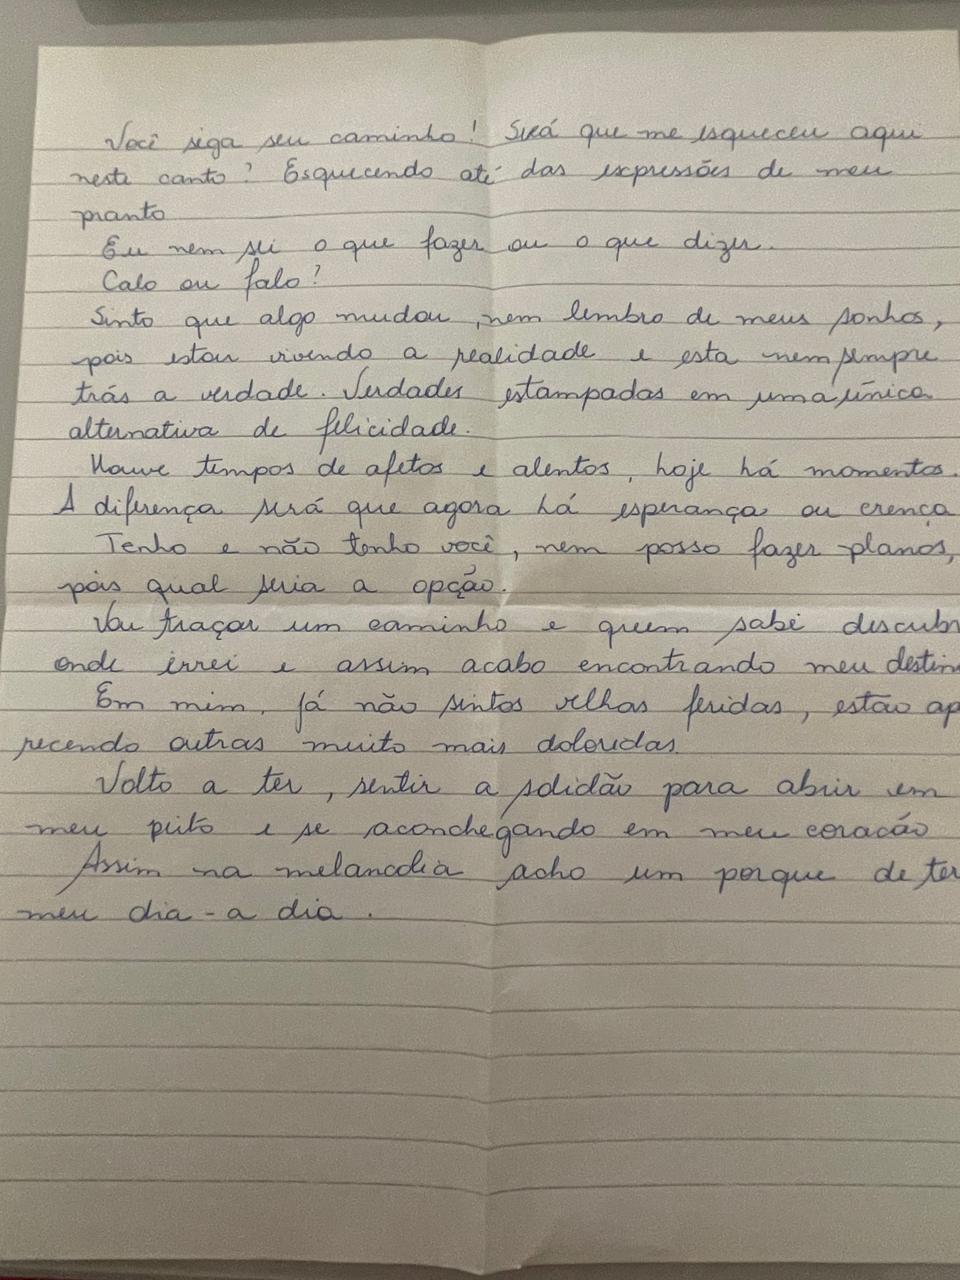 Você siga seu caminho! Será que me esqueceu aqui
neste canto? Esquecendo até das expressões de meu
pranto
Eu nem sei o que fazer ou o que dizer.
Calo ou falo?
Sinto que algo mudou, nem lembro de meus sonhos,
pois estou vivendo a realidade e esta nem sempre
trás a verdade. Verdades estampadas em uma única
alternativa de felicidade.
Houve tempos de afetos e alentos, hoje há momentos.
A diferença será que agora há esperança ou crença
Tenho e não tenho você, nem posso fazer planos,
pois qual seria a opção.
Vou traçar um caminho e quem sabe descubr
onde errei e assim acabo encontrando meu destin
Em mim, já não sintos velhas feridas, estão ap
recendo outras muito mais doloridas.
Volto a ter, sentir a solidão para abrir em
meu peito e se aconchegando em meu coracão
Assim na melancolia acho um porque de ter
meu dia-a dia.